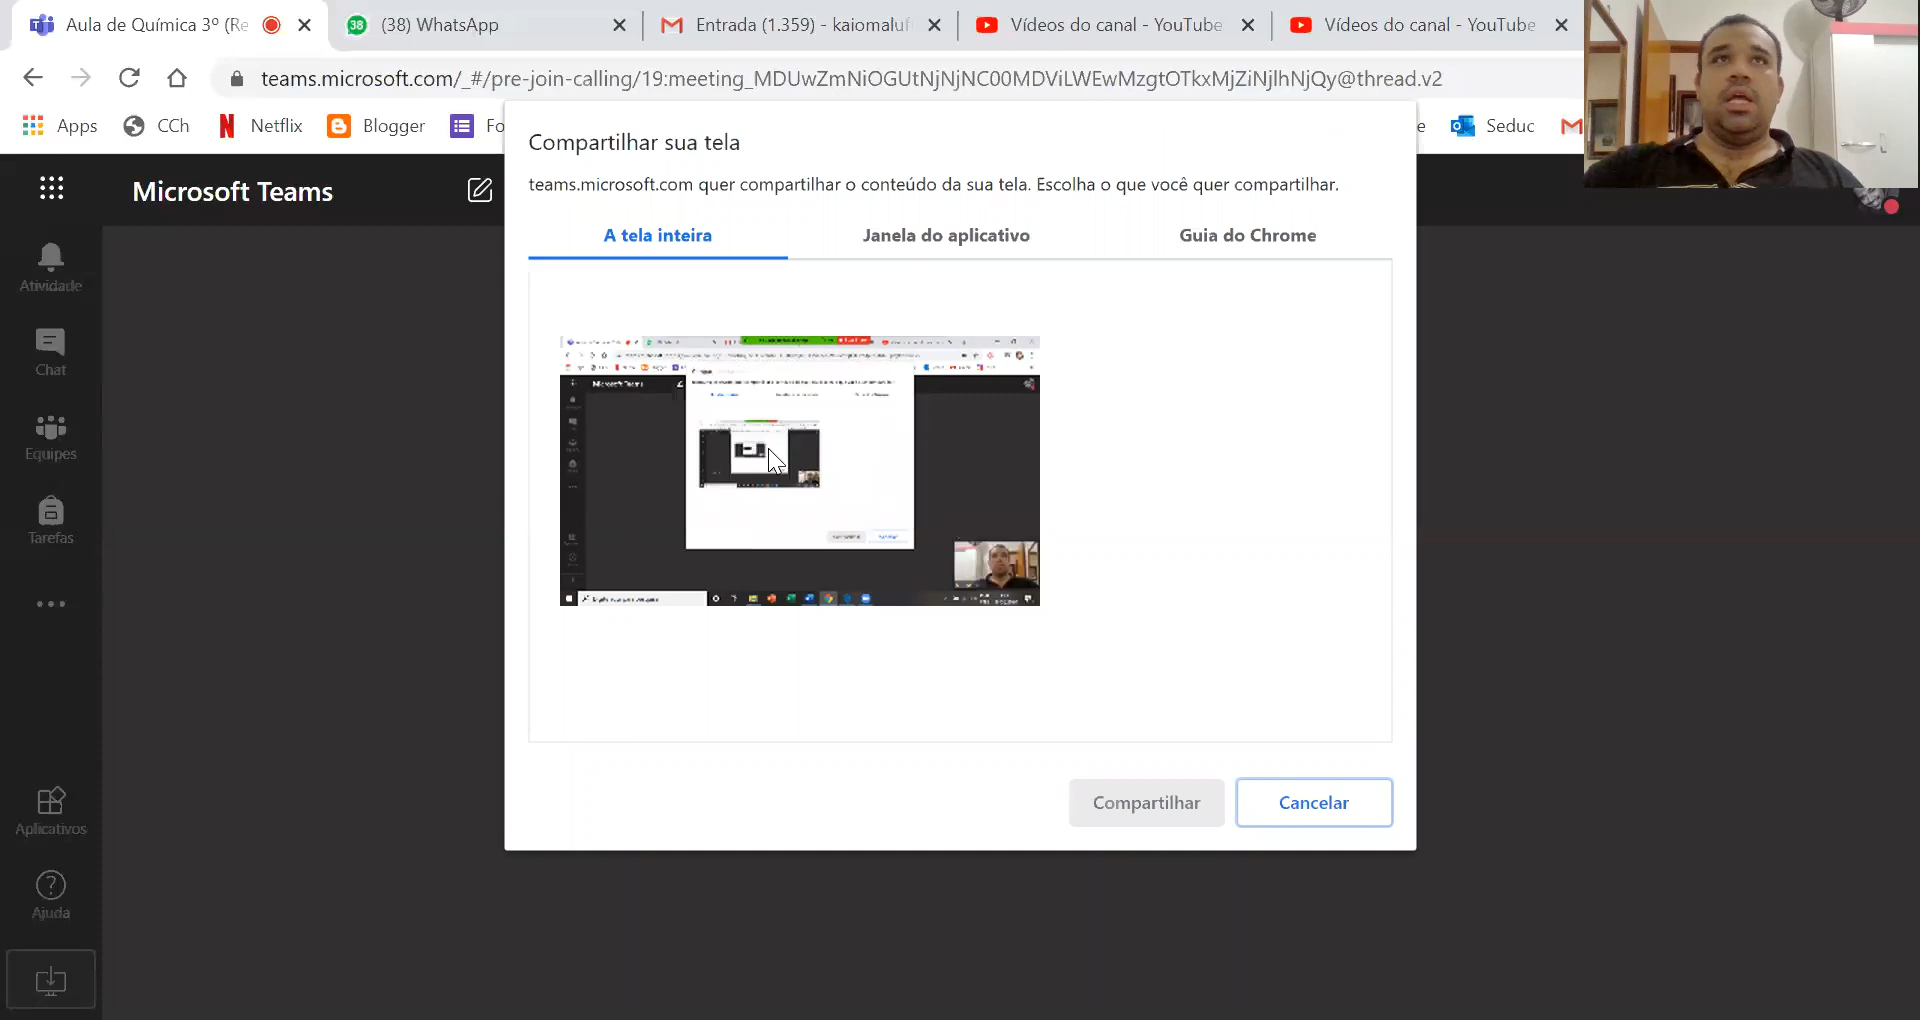 Aula de Química 3º (Re
(38) WhatsApp
Entrada (1.359) - kaiomaluf
Vídeos do canal - YouTube
Vídeos do canal - YouTube
teams.microsoft.com/_#/pre-join-calling/19:meeting_MDUwZmNiOGUtNjNjNC00MDViLWEwMzgtOTkxMjZiNjlhNjQy@thread.v2
Apps
CCh
Netflix
Blogger
Fo
e
Seduc
Microsoft Teams
Compartilhar sua tela
teams.microsoft.com quer compartilhar o conteúdo da sua tela. Escolha o que você quer compartilhar.
A tela inteira
Janela do aplicativo
Guia do Chrome
Atividade
Chat
Equipes
Tarefas
Aplicativos
Ajuda
Microsoft Teams
Compartilhar
Cancelar